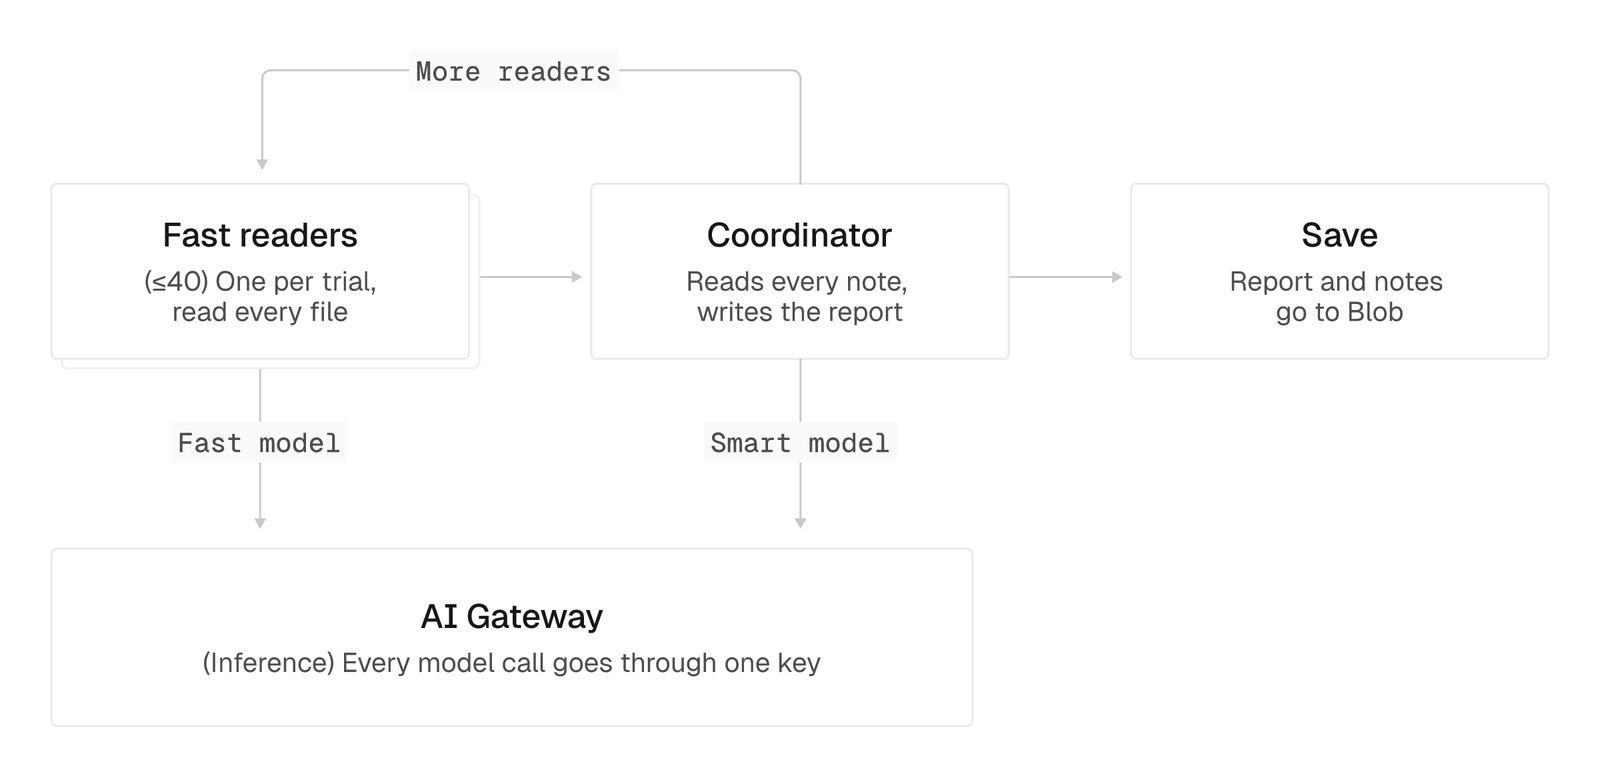 More readers
Fast readers
(≤40) One per trial,
read every file
Coordinator
Reads every note,
writes the report
Save
Report and notes
go to Blob
Fast model
Smart model
AI Gateway
(Inference) Every model call goes through one key